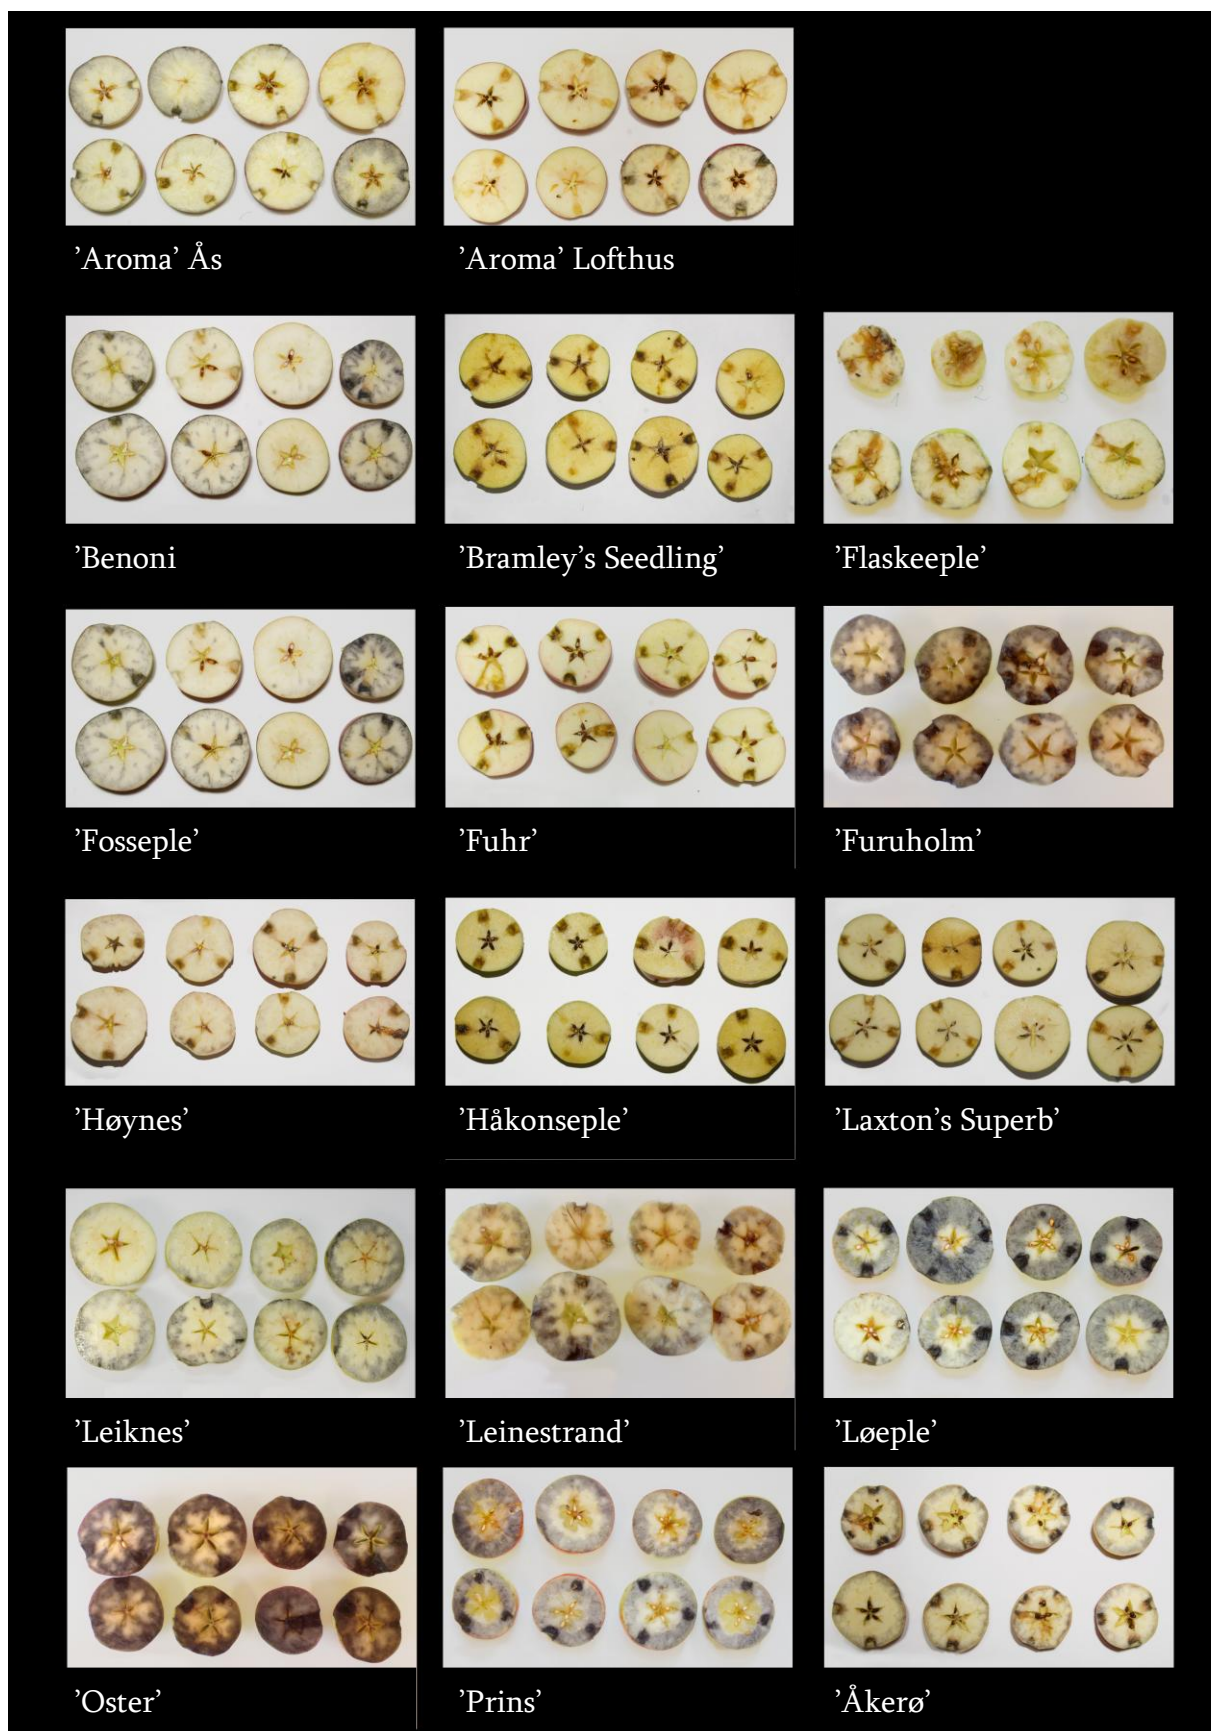 ’Aroma’ Ås
’Aroma’ Lofthus
’Benoni
’Bramley’s Seedling’
’Flaskeeple’
’Fosseple’
’Fuhr’
’Furuholm’
’Høynes’
’Håkonseple’
’Laxton’s Superb’
’Leiknes’
’Leinestrand’
’Løeple’
’Oster’
’Prins’
’Åkerø’